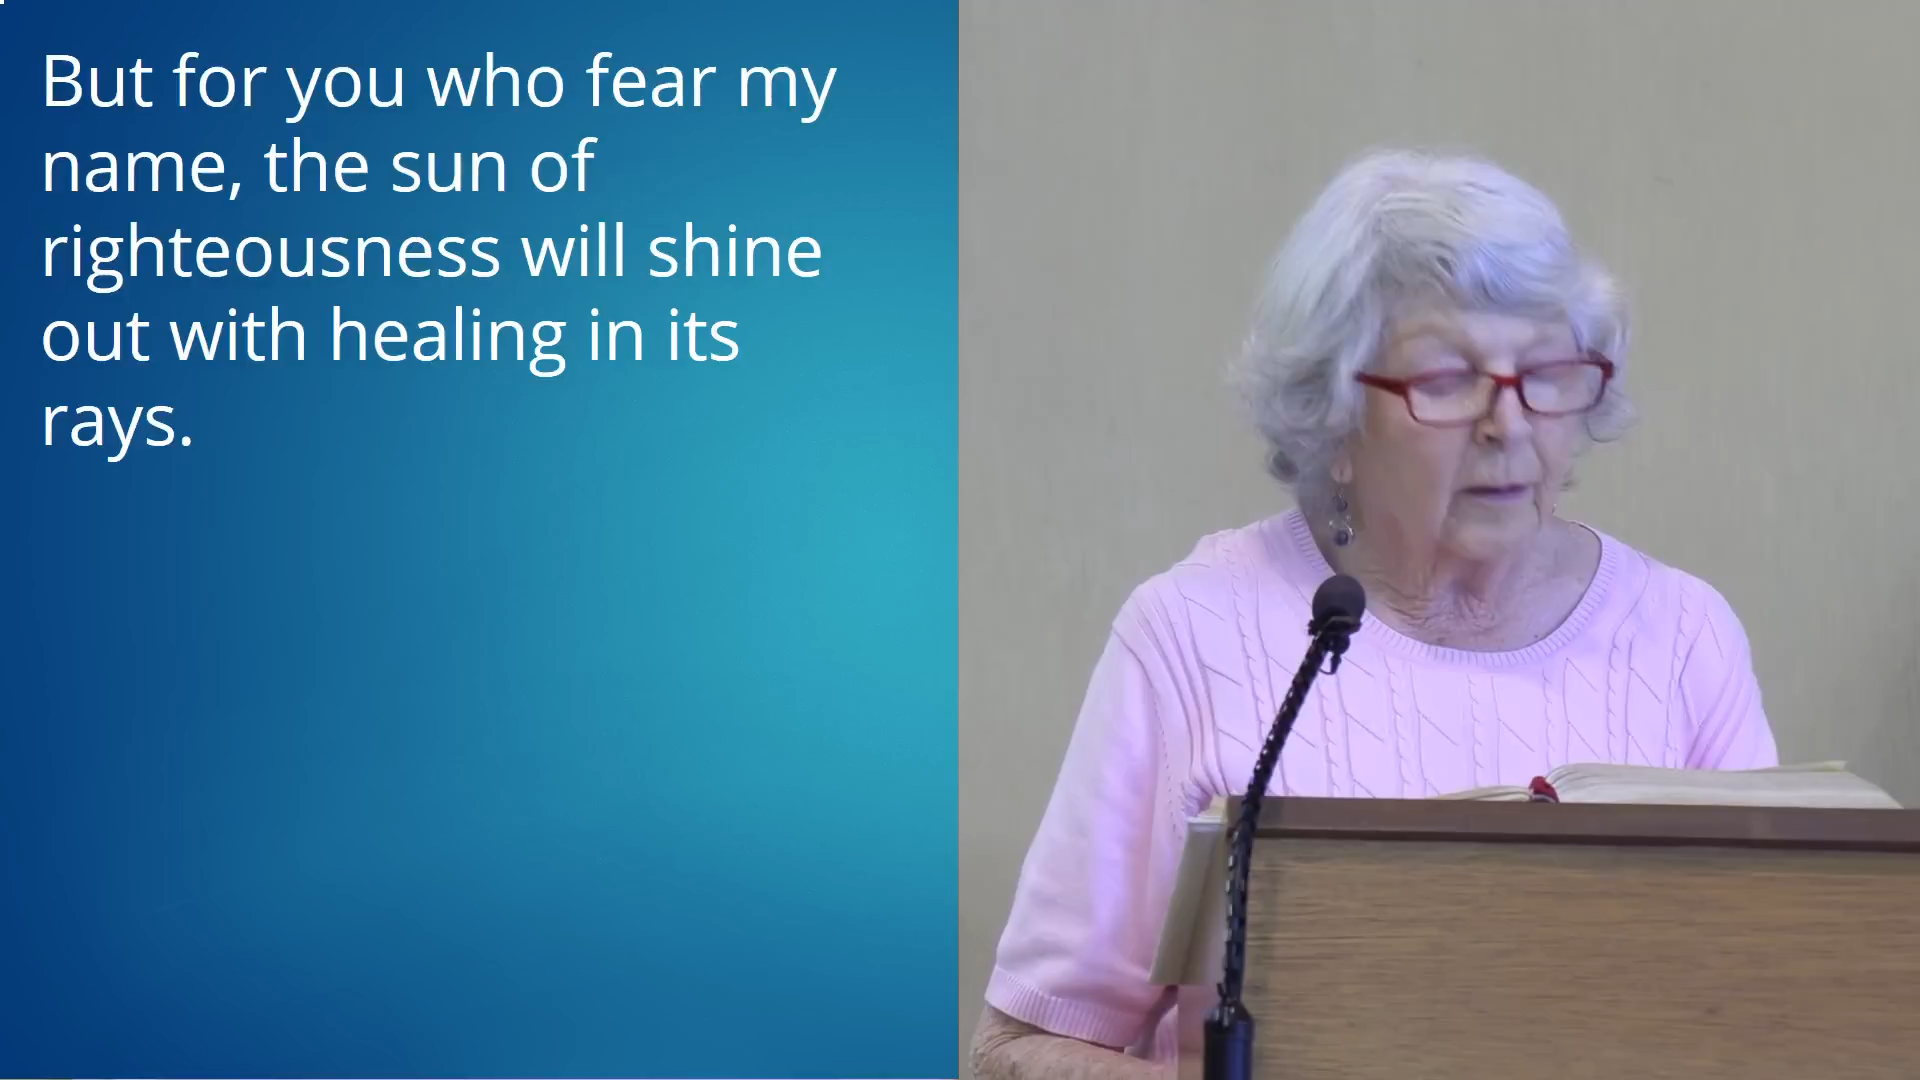 But for you who fear my
name, the sun of
righteousness will shine
out with healing in its
rays.